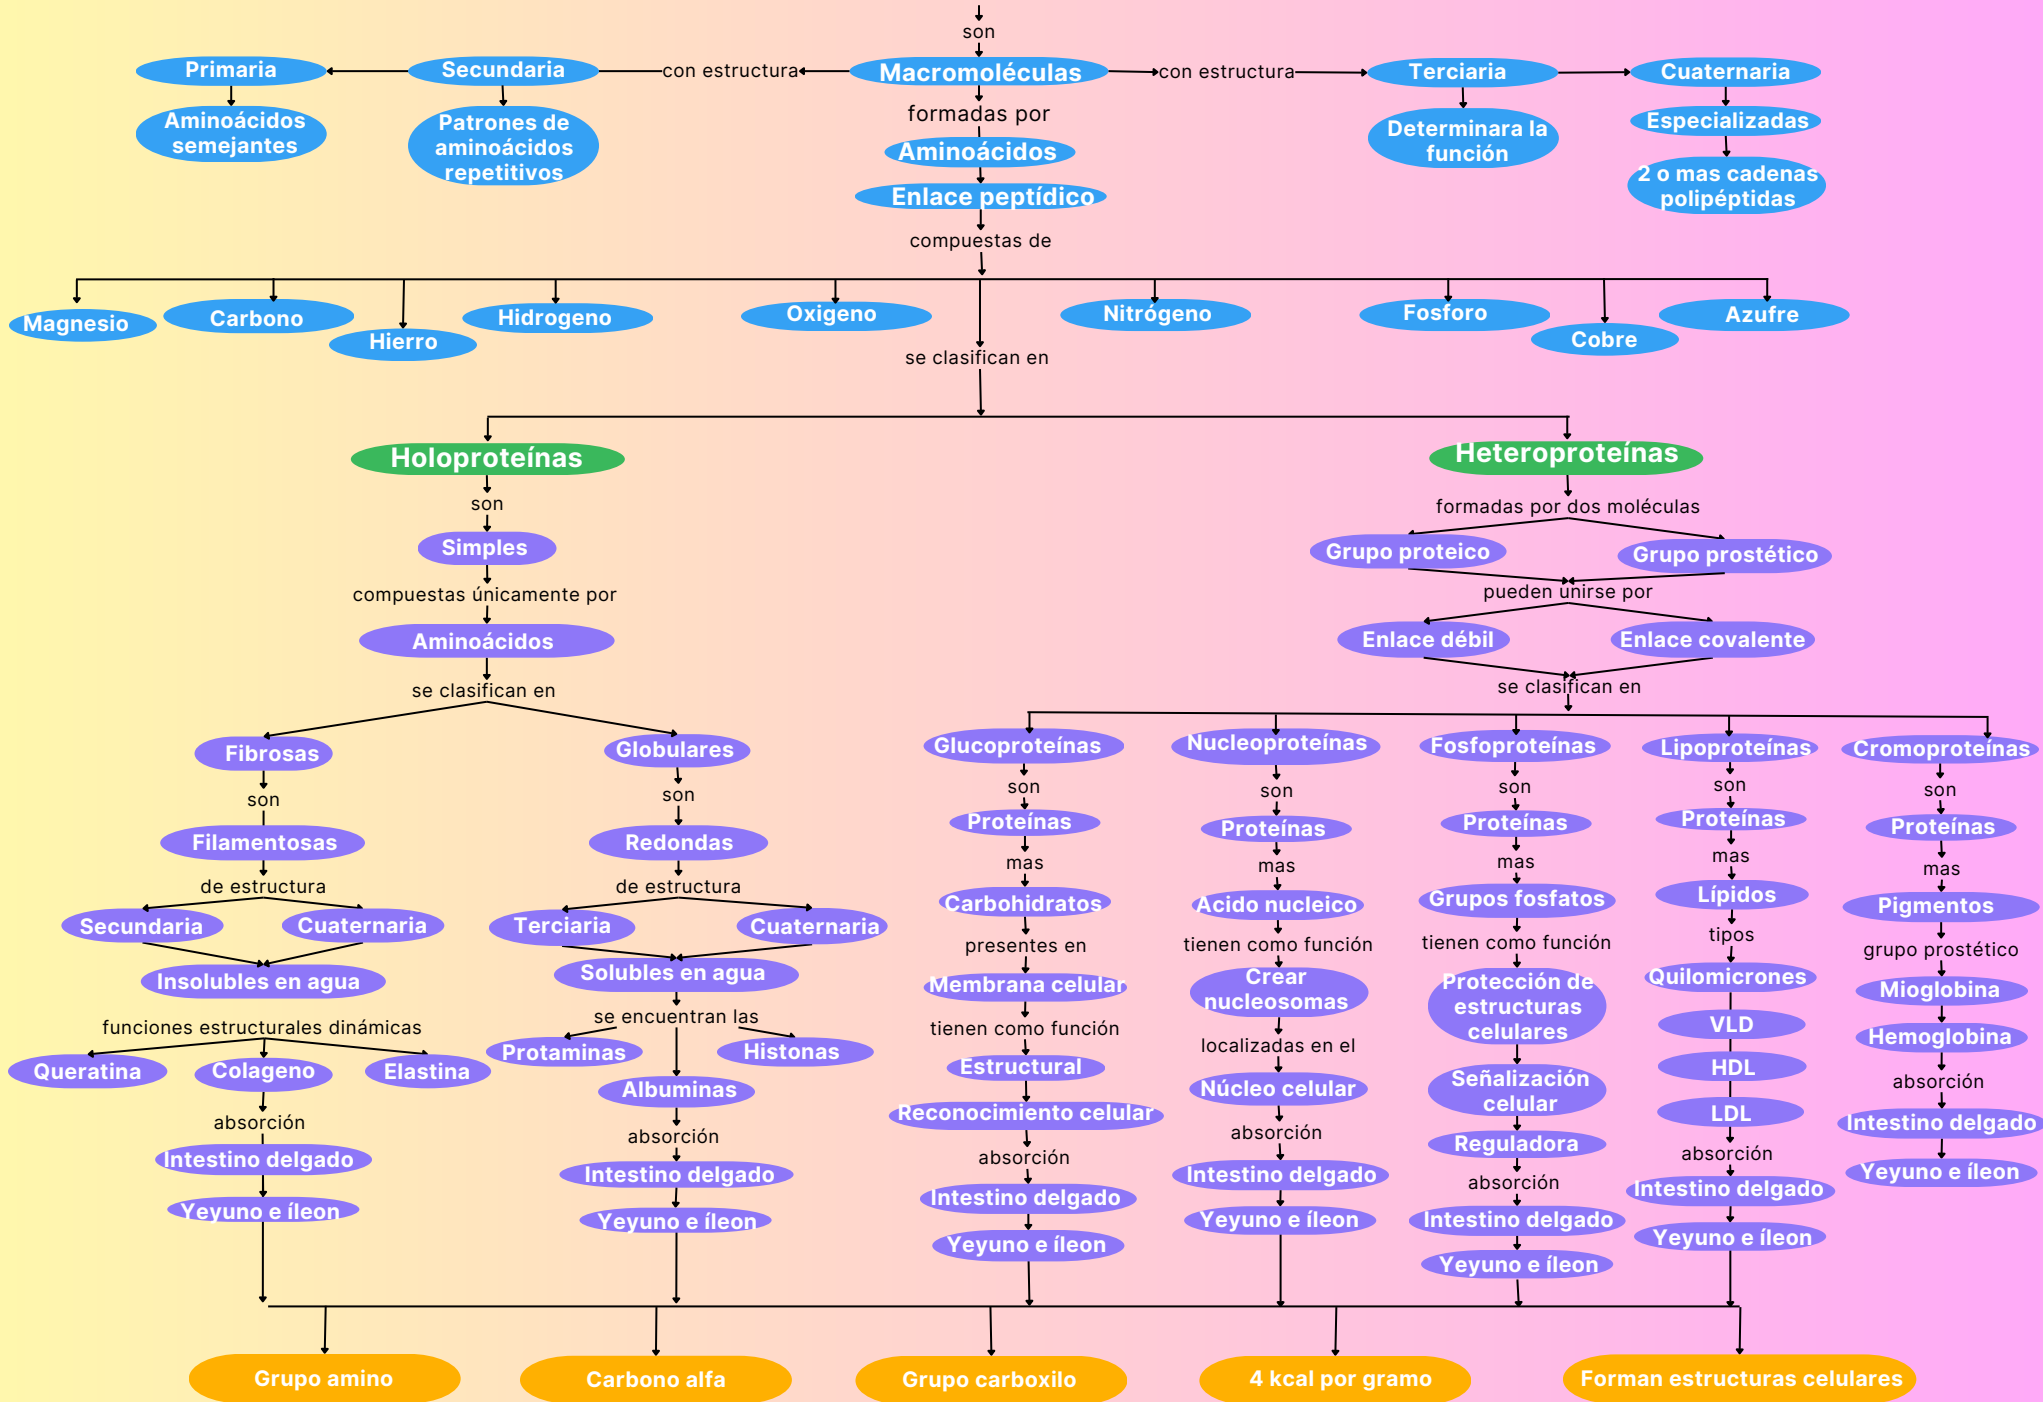 son
Primaria
Secundaria
con estructura
Macromoléculas
con estructura
Terciaria
Cuaternaria
Aminoácidos
semejantes
Patrones de
aminoácidos
repetitivos
formadas por
Aminoácidos
Enlace peptídico
Determinara la
función
Especializadas
2 o mas cadenas
polipéptidas
compuestas de
Magnesio
Carbono
Hierro
Hidrogeno
Oxigeno
Nitrógeno
Fosforo
Cobre
Azufre
se clasifican en
Holoproteínas
son
Simples
compuestas únicamente por
Aminoácidos
se clasifican en
Fibrosas
son
Filamentosas
de estructura
Secundaria
Cuaternaria
Insolubles en agua
funciones estructurales dinámicas
Queratina
Colageno
Elastina
absorción
Intestino delgado
Yeyuno e íleon
Globulares
son
Redondas
de estructura
Terciaria
Cuaternaria
Solubles en agua
se encuentran las
Protaminas
Histonas
Albuminas
absorción
Intestino delgado
Yeyuno e íleon
Heteroproteínas
formadas por dos moléculas
Grupo proteico
Grupo prostético
pueden unirse por
Enlace débil
Enlace covalente
se clasifican en
Glucoproteínas
son
Proteínas
mas
Carbohidratos
presentes en
Membrana celular
tienen como función
Estructural
Reconocimiento celular
absorción
Intestino delgado
Yeyuno e íleon
Nucleoproteínas
son
Proteínas
mas
Acido nucleico
tienen como función
Crear
nucleosomas
localizadas en el
Núcleo celular
absorción
Intestino delgado
Yeyuno e íleon
Fosfoproteínas
son
Proteínas
mas
Grupos fosfatos
tienen como función
Protección de
estructuras
celulares
Señalización
celular
Reguladora
absorción
Intestino delgado
Yeyuno e íleon
Lipoproteínas
son
Proteínas
mas
Lípidos
tipos
Quilomicrones
VLD
HDL
LDL
absorción
Intestino delgado
Yeyuno e íleon
Cromoproteínas
son
Proteínas
mas
Pigmentos
grupo prostético
Mioglobina
Hemoglobina
absorción
Intestino delgado
Yeyuno e íleon
Grupo amino
Carbono alfa
Grupo carboxilo
4 kcal por gramo
Forman estructuras celulares